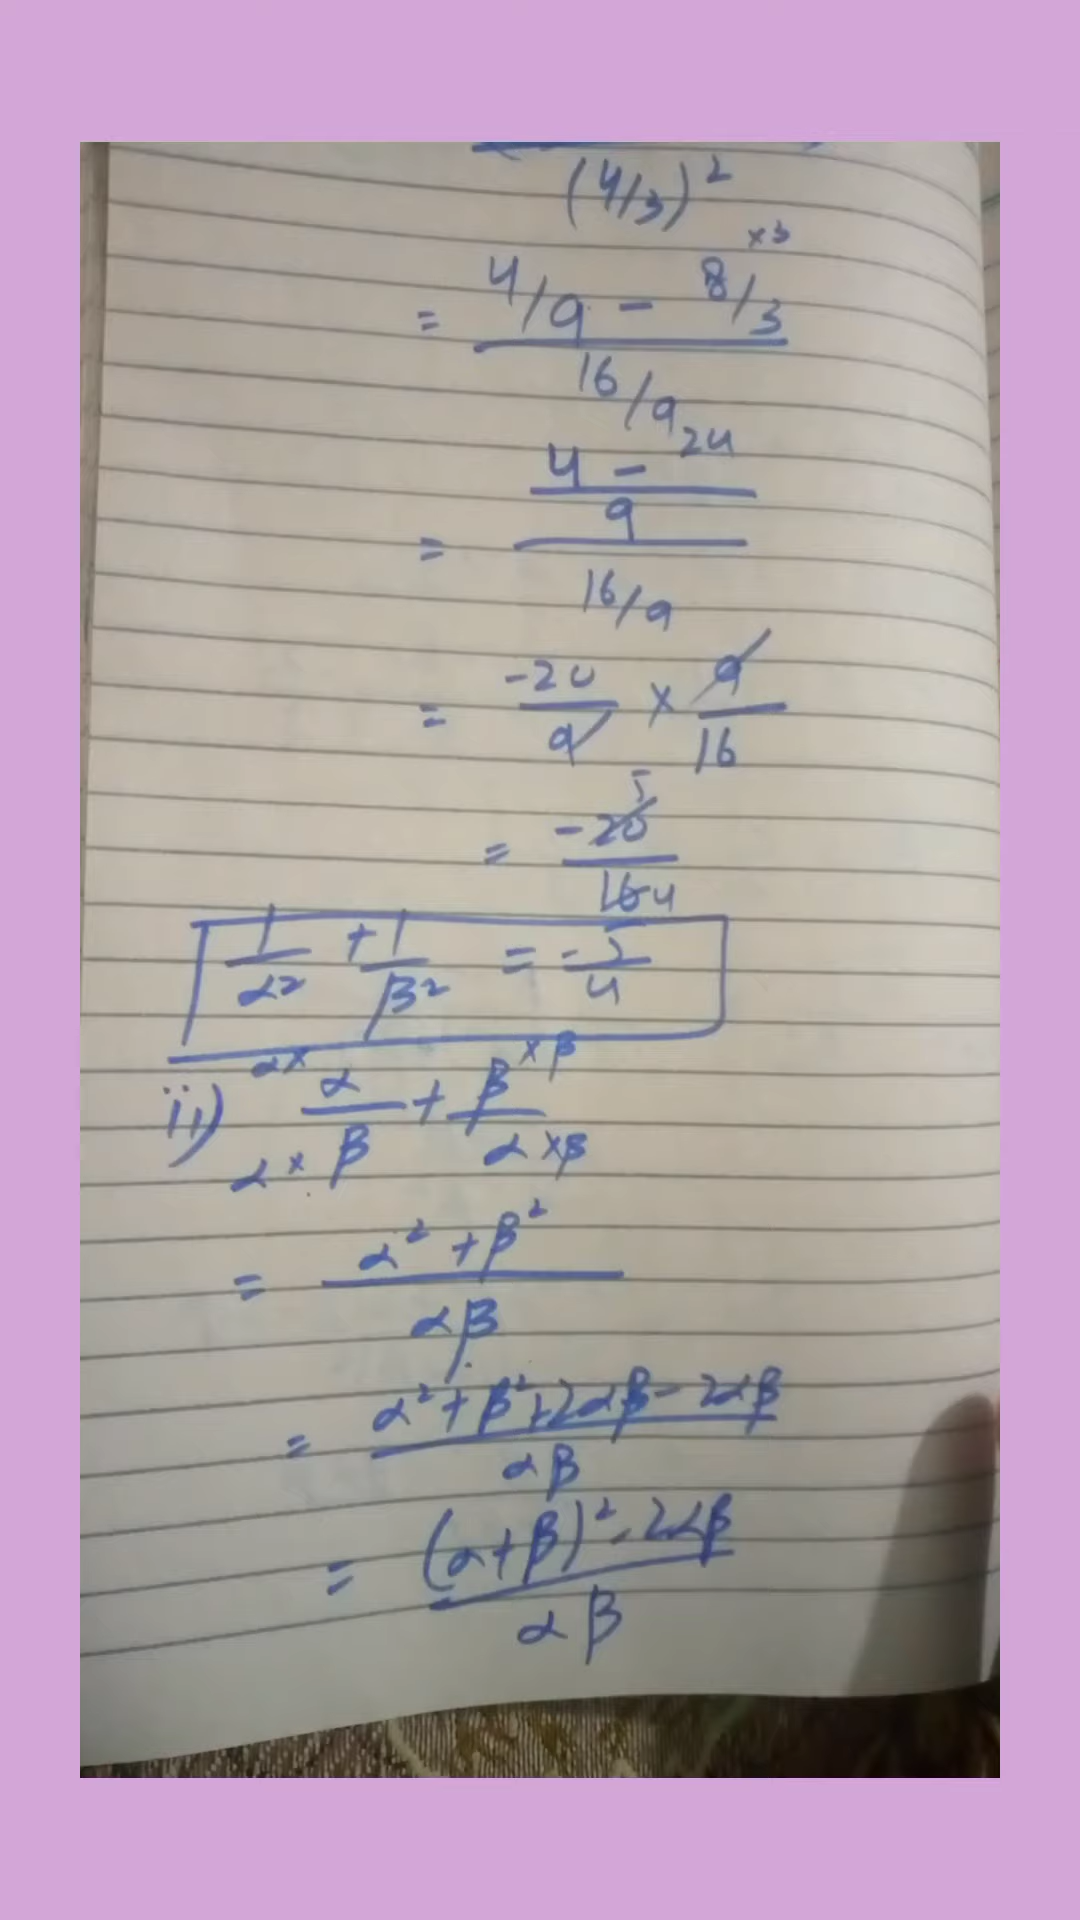 (4/3)²
= 4/9 - 8/3 ×3
16/9
= 4 - 24
9
16/9
= -20/9 × 9/16
= -20 5
16 4
1/α² + 1/β² = -5/4
ii) α× α/β + β ×β
α× α ×β
= α² + β²
αβ
= α² + β² + 2αβ - 2αβ
αβ
= (α+β)² - 2αβ
αβ